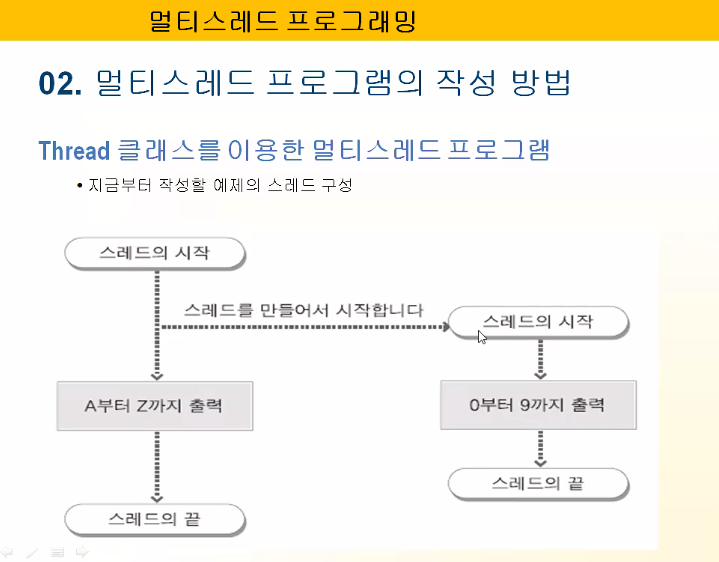 멀티스레드 프로그래밍
02. 멀티스레드 프로그램의 작성 방법
Thread 클래스를 이용한 멀티스레드 프로그램
• 지금부터 작성할 예제의 스레드 구성
스레드의 시작
스레드를 만들어서 시작합니다
스레드의 시작
A부터 Z까지 출력
0부터 9까지 출력
스레드의 끝
스레드의 끝